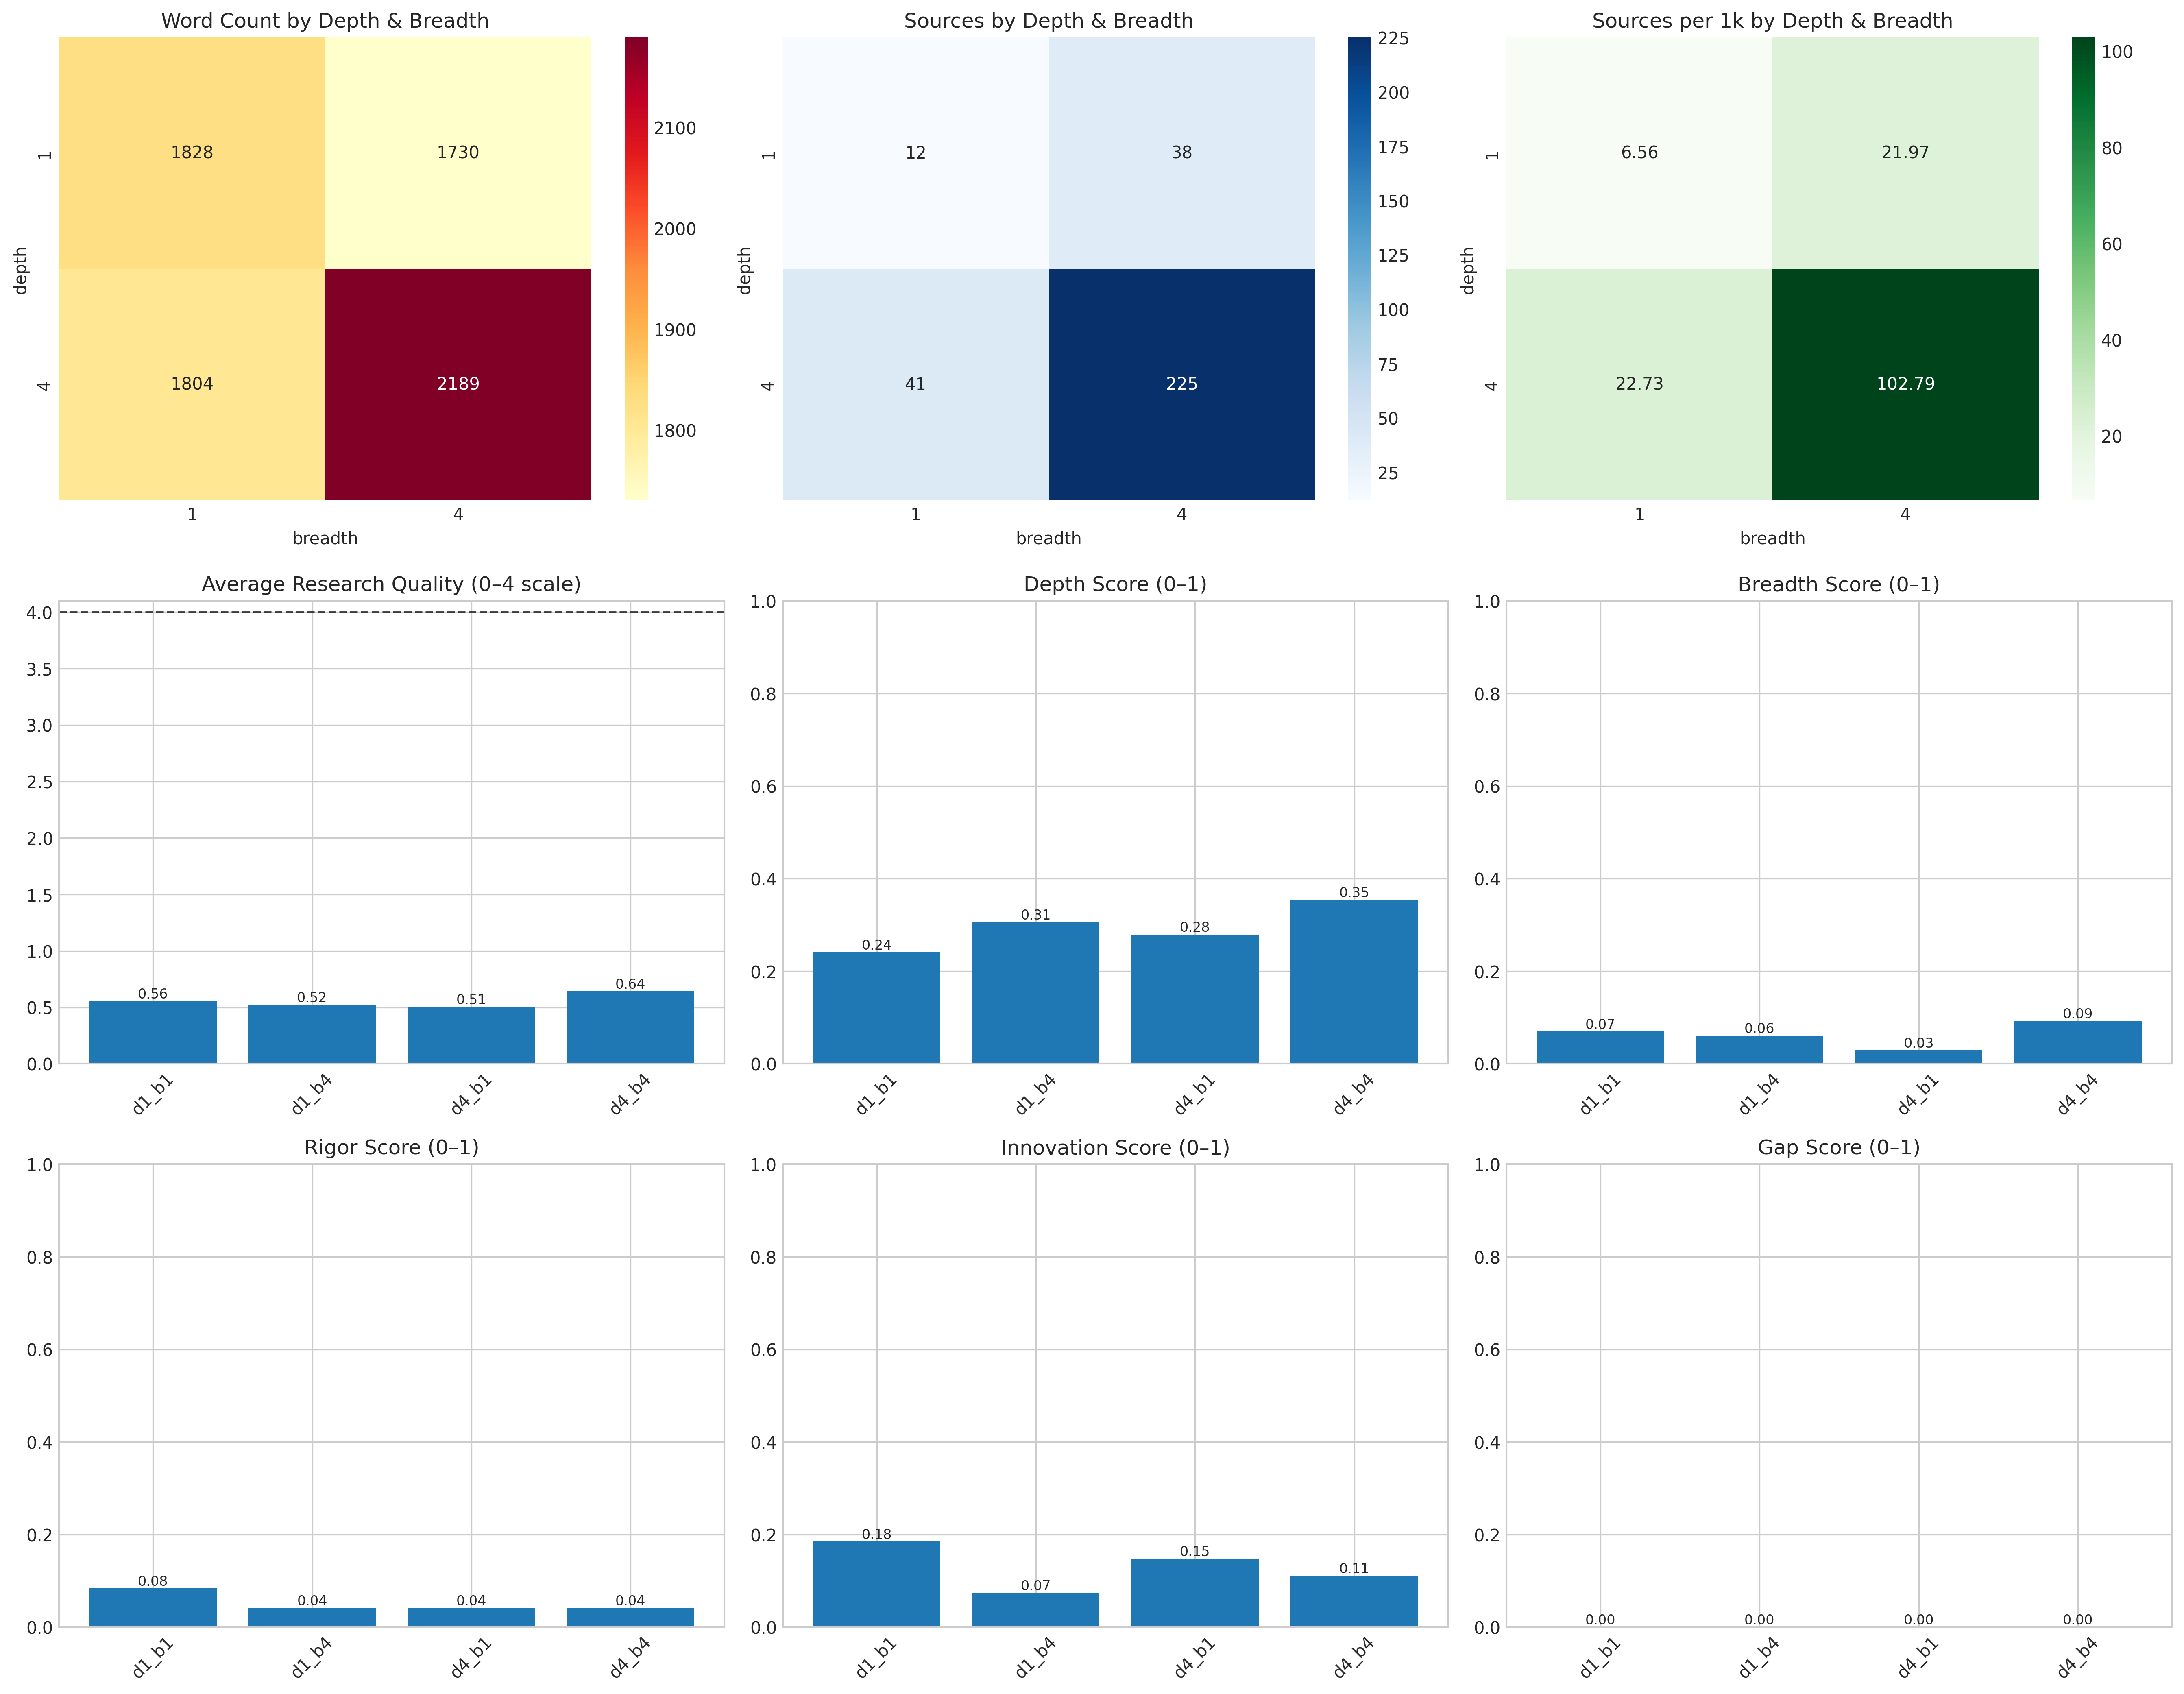 Word Count by Depth & Breadth
1828
1730
1804
2189
1
4
depth
1
4
breadth
2100
2000
1900
1800
Sources by Depth & Breadth
12
38
41
225
1
4
depth
1
4
breadth
225
200
175
150
125
100
75
50
25
Sources per 1k by Depth & Breadth
6.56
21.97
22.73
102.79
1
4
depth
1
4
breadth
100
80
60
40
20
Average Research Quality (0–4 scale)
4.0
3.5
3.0
2.5
2.0
1.5
1.0
0.5
0.0
0.56
0.52
0.51
0.64
d1_b1
d1_b4
d4_b1
d4_b4
Depth Score (0–1)
1.0
0.8
0.6
0.4
0.2
0.0
0.24
0.31
0.28
0.35
d1_b1
d1_b4
d4_b1
d4_b4
Breadth Score (0–1)
1.0
0.8
0.6
0.4
0.2
0.0
0.07
0.06
0.03
0.09
d1_b1
d1_b4
d4_b1
d4_b4
Rigor Score (0–1)
1.0
0.8
0.6
0.4
0.2
0.0
0.08
0.04
0.04
0.04
d1_b1
d1_b4
d4_b1
d4_b4
Innovation Score (0–1)
1.0
0.8
0.6
0.4
0.2
0.0
0.18
0.07
0.15
0.11
d1_b1
d1_b4
d4_b1
d4_b4
Gap Score (0–1)
1.0
0.8
0.6
0.4
0.2
0.0
0.00
0.00
0.00
0.00
d1_b1
d1_b4
d4_b1
d4_b4